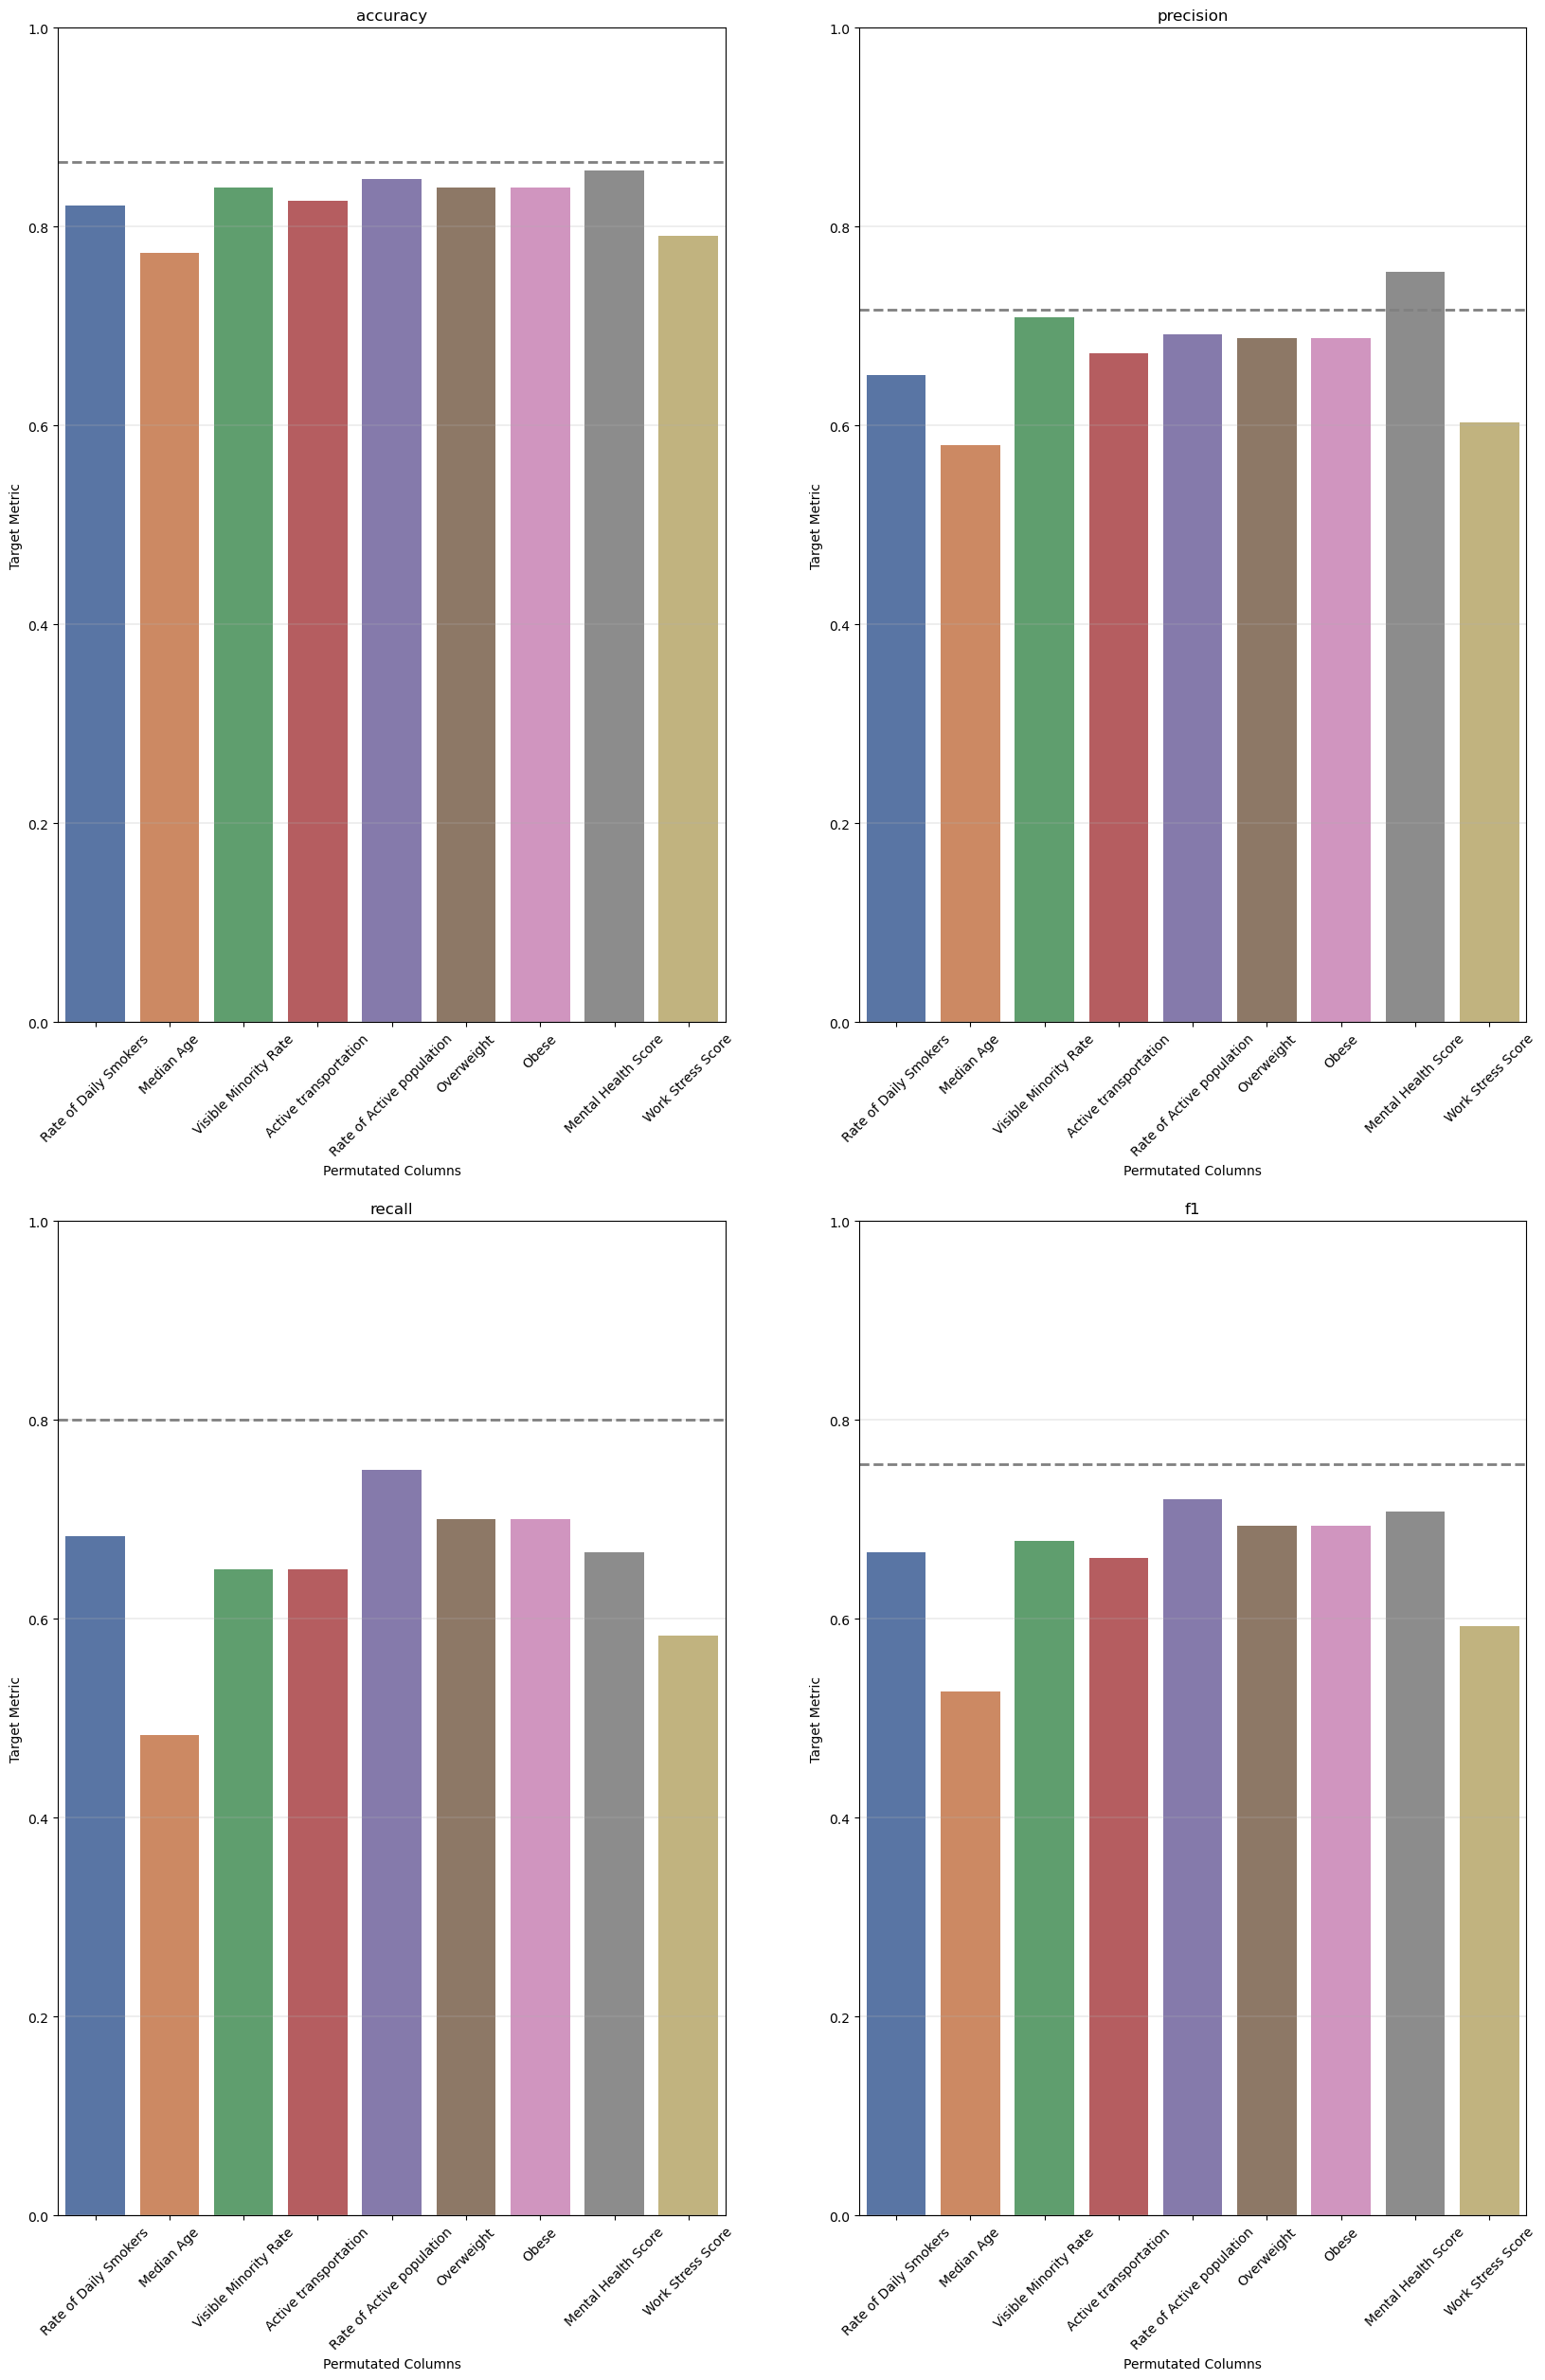 accuracy
1.0
0.8
0.6
0.4
0.2
0.0
Target Metric
Rate of Daily Smokers
Median Age
Visible Minority Rate
Active transportation
Rate of Active population
Overweight
Obese
Mental Health Score
Work Stress Score
Permutated Columns
precision
1.0
0.8
0.6
0.4
0.2
0.0
Target Metric
Rate of Daily Smokers
Median Age
Visible Minority Rate
Active transportation
Rate of Active population
Overweight
Obese
Mental Health Score
Work Stress Score
Permutated Columns
recall
1.0
0.8
0.6
0.4
0.2
0.0
Target Metric
Rate of Daily Smokers
Median Age
Visible Minority Rate
Active transportation
Rate of Active population
Overweight
Obese
Mental Health Score
Work Stress Score
Permutated Columns
f1
1.0
0.8
0.6
0.4
0.2
0.0
Target Metric
Rate of Daily Smokers
Median Age
Visible Minority Rate
Active transportation
Rate of Active population
Overweight
Obese
Mental Health Score
Work Stress Score
Permutated Columns